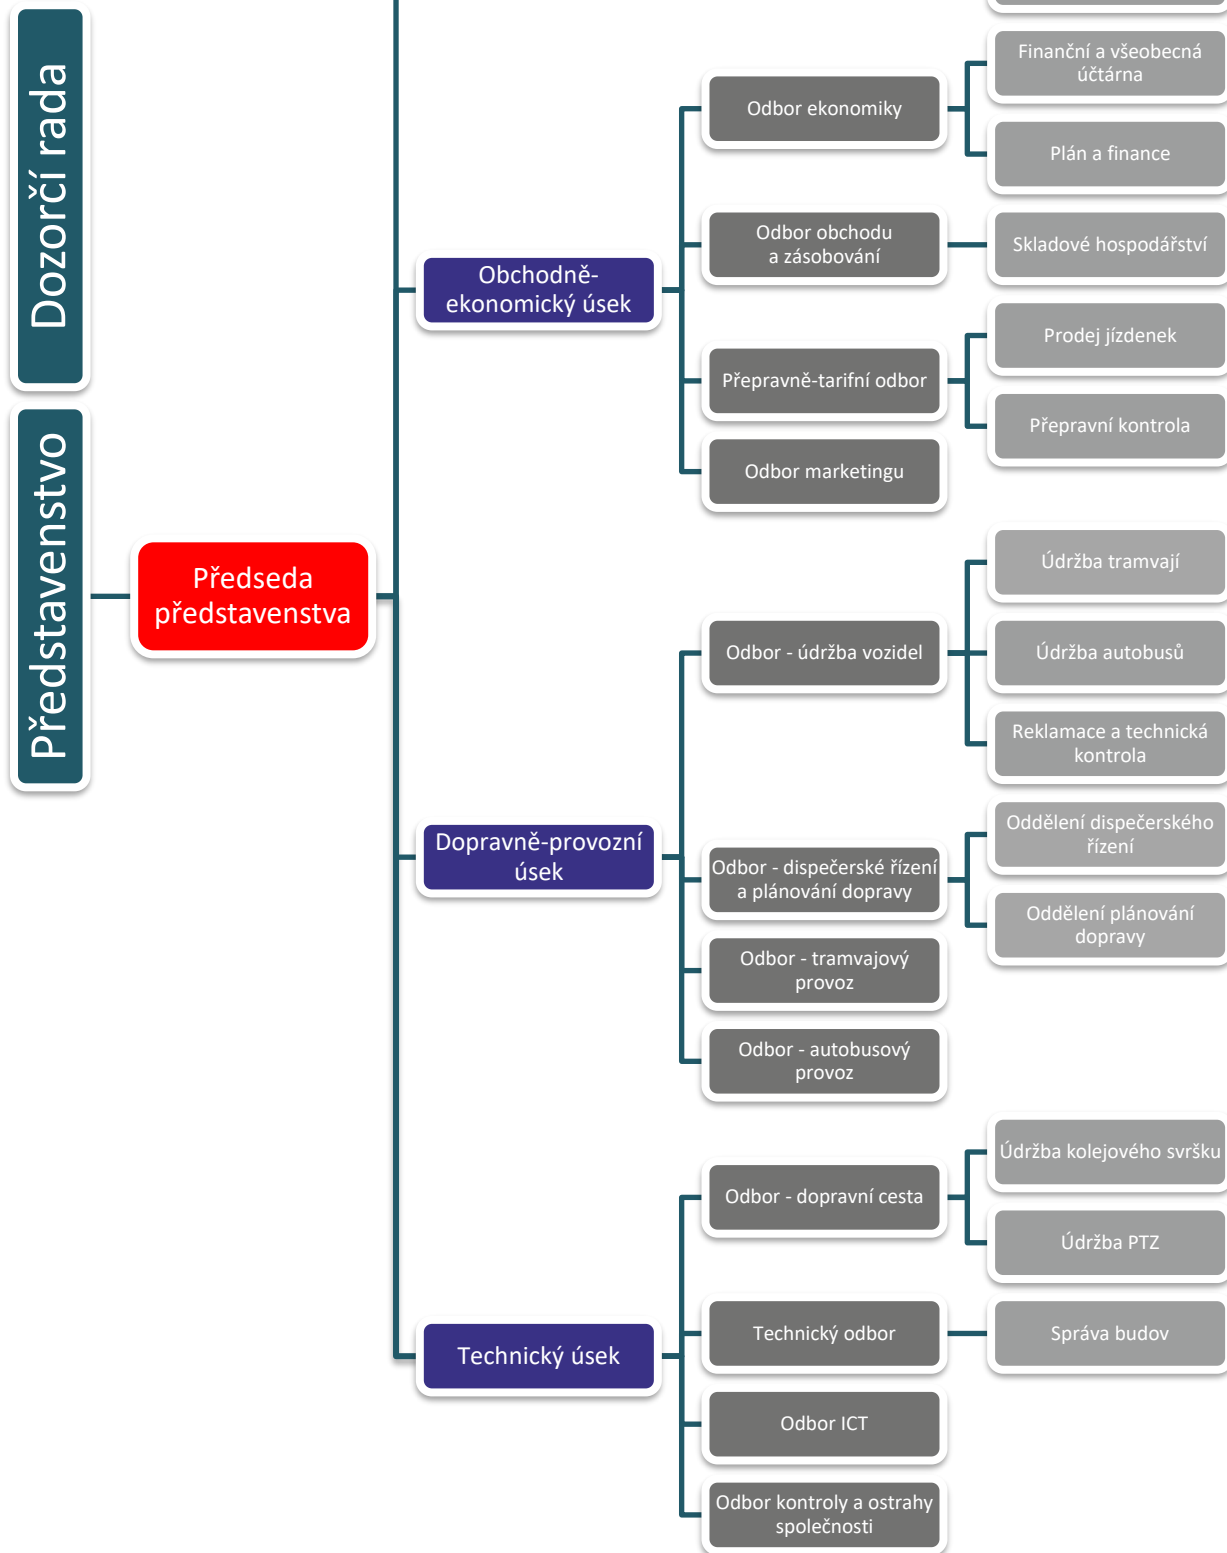 Dozorčí rada
Představenstvo
Předseda
představenstva
Obchodně-
ekonomický úsek
Odbor ekonomiky
Finanční a všeobecná
účtárna
Plán a finance
Odbor obchodu
a zásobování
Skladové hospodářství
Přepravně-tarifní odbor
Prodej jízdenek
Přepravní kontrola
Odbor marketingu
Dopravně-provozní
úsek
Odbor - údržba vozidel
Údržba tramvají
Údržba autobusů
Reklamace a technická
kontrola
Odbor - dispečerské řízení
a plánování dopravy
Oddělení dispečerského
řízení
Oddělení plánování
dopravy
Odbor - tramvajový
provoz
Odbor - autobusový
provoz
Technický úsek
Odbor - dopravní cesta
Údržba kolejového svršku
Údržba PTZ
Technický odbor
Správa budov
Odbor ICT
Odbor kontroly a ostrahy
společnosti